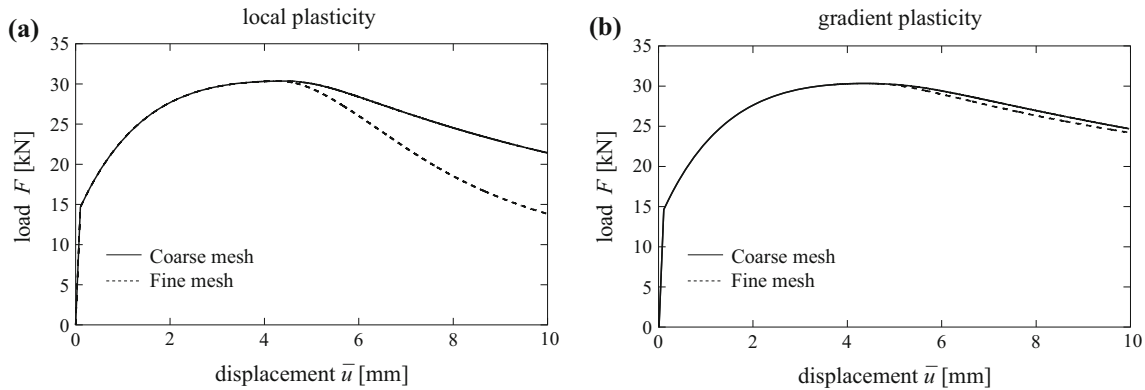 (a)
local plasticity
35
30
25
20
15
10
5
0
load F [kN]
Coarse mesh
Fine mesh
0 2 4 6 8 10
displacement u̅ [mm]
(b)
gradient plasticity
35
30
25
20
15
10
5
0
load F [kN]
Coarse mesh
Fine mesh
0 2 4 6 8 10
displacement u̅ [mm]